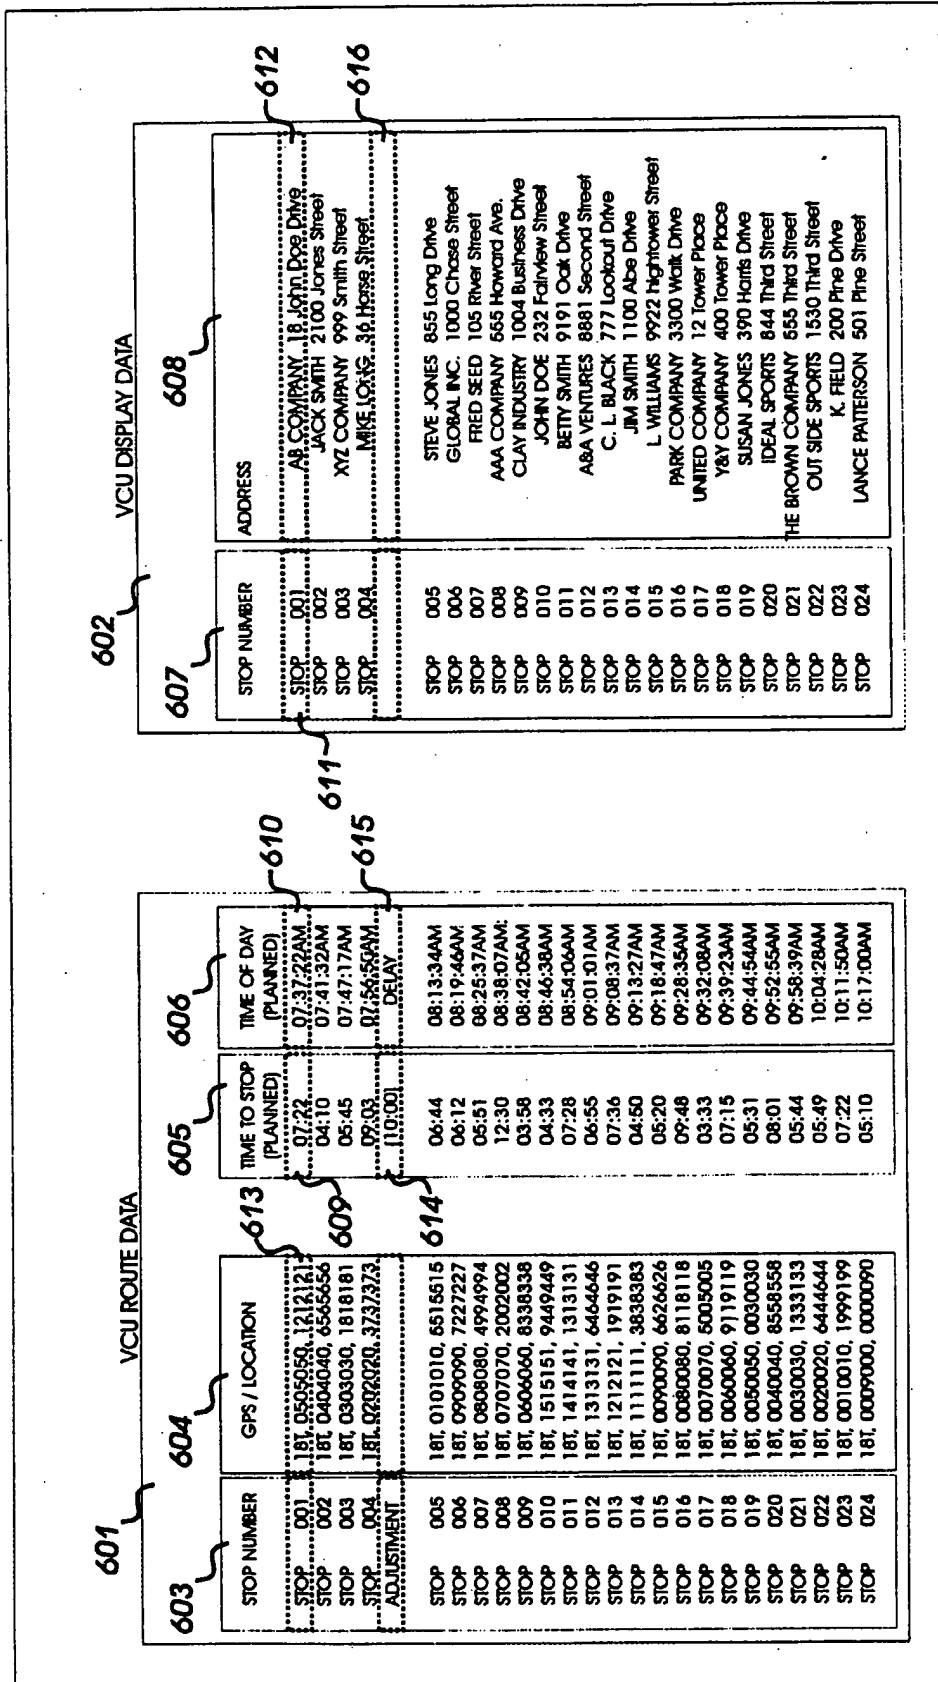 601
VCU ROUTE DATA
602
VCU DISPLAY DATA
603
604
605
606
607
608
STOP NUMBER GPS / LOCATION TIME TO STOP (PLANNED) TIME OF DAY (PLANNED) STOP NUMBER ADDRESS
613
610
611
612
STOP 001 18T, 0505050, 1212121 07:22 07:37:22AM STOP 001 AB COMPANY 18 John Doe Drive
STOP 002 18T, 0404040, 6565656 04:10 07:41:32AM STOP 002 JACK SMITH 2100 Jones Street
STOP 003 18T, 0303030, 1818181 05:45 07:47:17AM STOP 003 XYZ COMPANY 999 Smith Street
STOP 004 18T, 0202020, 3737373 09:03 07:56:50AM STOP 004 MIKE LONG 36 Horse Street
609
ADJUSTMENT (10:00) DELAY
614
615
616
STOP 005 18T, 0101010, 5515515 06:44 08:13:34AM STOP 005 STEVE JONES 855 Long Drive
STOP 006 18T, 0909090, 7227227 06:12 08:19:46AM STOP 006 GLOBAL INC. 1000 Chase Street
STOP 007 18T, 0808080, 4994994 05:51 08:25:37AM STOP 007 FRED SEED 105 River Street
STOP 008 18T, 0707070, 2002002 12:30 08:38:07AM: STOP 008 AAA COMPANY 565 Howard Ave.
STOP 009 18T, 0606060, 8338338 03:58 08:42:05AM STOP 009 CLAY INDUSTRY 1004 Business Drive
STOP 010 18T, 1515151, 9449449 04:33 08:46:38AM STOP 010 JOHN DOE 232 Fairview Street
STOP 011 18T, 1414141, 1313131 07:28 08:54:06AM STOP 011 BETTY SMITH 9191 Oak Drive
STOP 012 18T, 1313131, 6464646 06:55 09:01:01AM STOP 012 A&A VENTURES 8881 Second Street
STOP 013 18T, 1212121, 1919191 07:36 09:08:37AM STOP 013 C. L. BLACK 777 Lookout Drive
STOP 014 18T, 1111111, 3838383 04:50 09:13:27AM STOP 014 JIM SMITH 1100 Abe Drive
STOP 015 18T, 0090090, 6626626 05:20 09:18:47AM STOP 015 L WILLIAMS 9922 hightower Street
STOP 016 18T, 0080080, 8118118 09:48 09:28:35AM STOP 016 PARK COMPANY 3300 Walk Drive
STOP 017 18T, 0070070, 5005005 03:33 09:32:08AM STOP 017 UNITED COMPANY 12 Tower Place
STOP 018 18T, 0060060, 9119119 07:15 09:39:23AM STOP 018 Y&Y COMPANY 400 Tower Place
STOP 019 18T, 0050050, 0030030 05:31 09:44:54AM STOP 019 SUSAN JONES 390 Harris Drive
STOP 020 18T, 0040040, 8558558 08:01 09:52:55AM STOP 020 IDEAL SPORTS 844 Third Street
STOP 021 18T, 0030030, 1333133 05:44 09:58:39AM STOP 021 THE BROWN COMPANY 555 Third Street
STOP 022 18T, 0020020, 6444644 05:49 10:04:28AM STOP 022 OUT SIDE SPORTS 1530 Third Street
STOP 023 18T, 0010010, 1999199 07:22 10:11:50AM STOP 023 K. FIELD 200 Pine Drive
STOP 024 18T, 0009000, 0000090 05:10 10:17:00AM STOP 024 LANCE PATTERSON 501 Pine Street